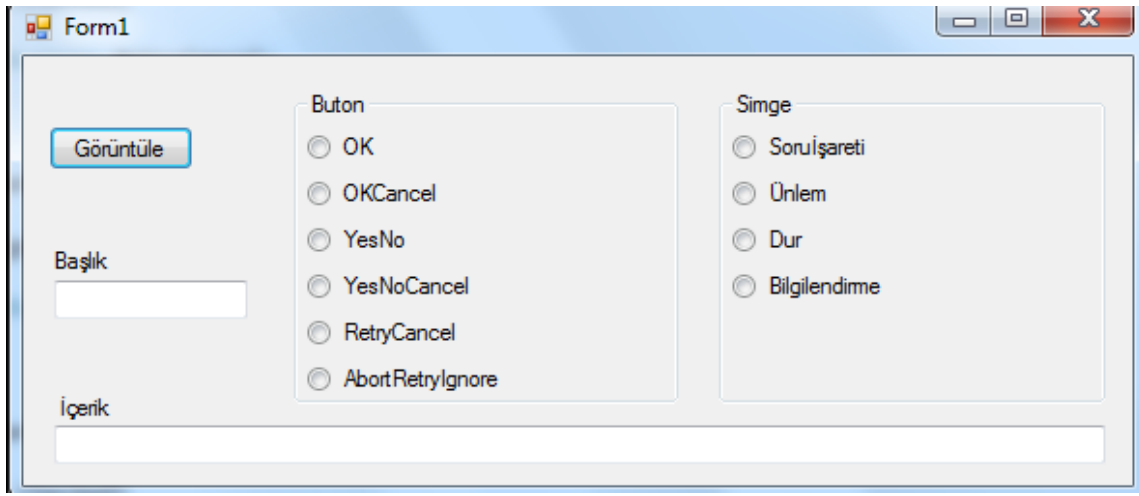 Form1
Görüntüle
Başlık
Buton
OK
OKCancel
YesNo
YesNoCancel
RetryCancel
AbortRetryIgnore
Simge
Soruİşareti
Ünlem
Dur
Bilgilendirme
İçerik